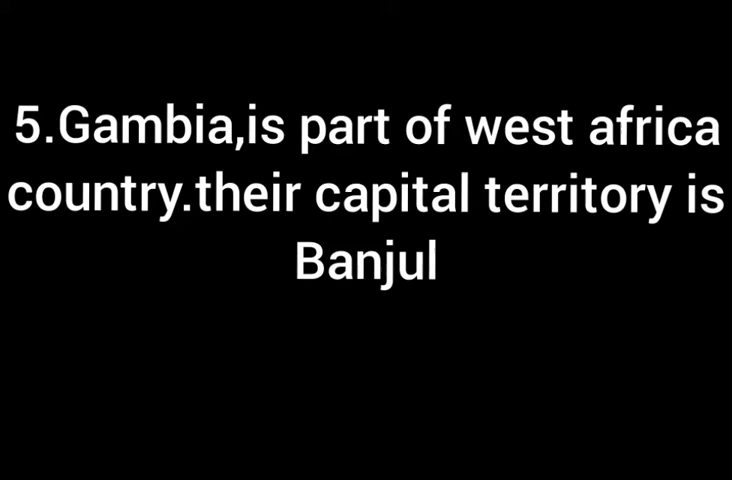 5.Gambia,is part of west africa
country.their capital territory is
Banjul